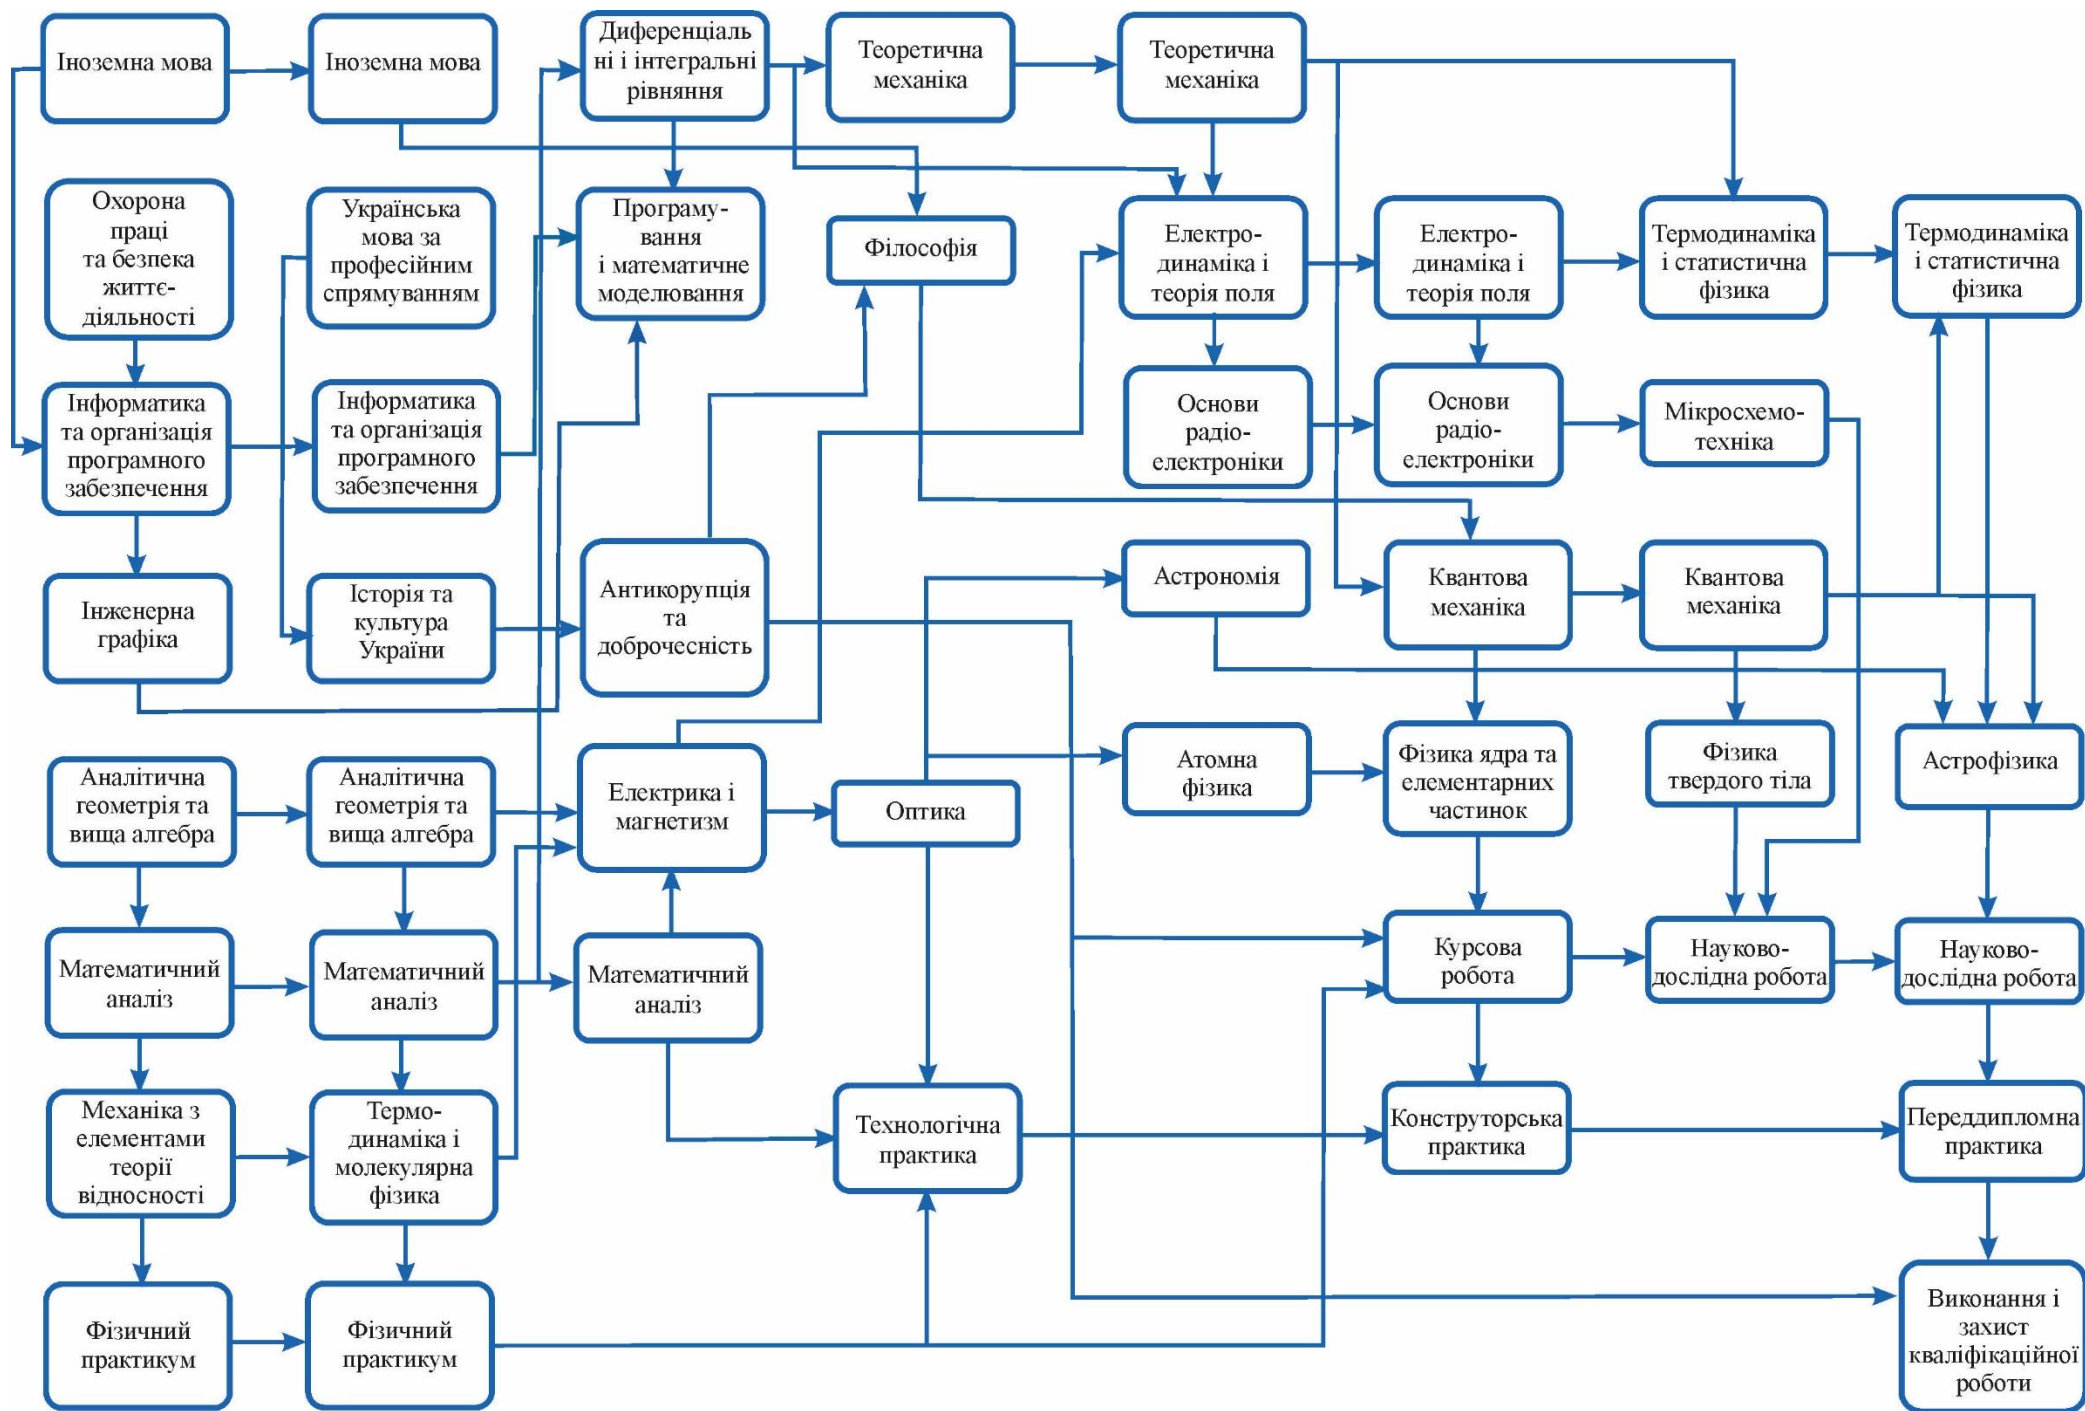 Іноземна мова
Іноземна мова
Диференціаль
ні і інтегральні
рівняння
Теоретична
механіка
Теоретична
механіка
Охорона
праці
та безпека
життє-
діяльності
Українська
мова за
професійним
спрямуванням
Програму-
вання
і математичне
моделювання
Філософія
Електро-
динаміка і
теорія поля
Електро-
динаміка і
теорія поля
Термодинаміка
і статистична
фізика
Термодинаміка
і статистична
фізика
Інформатика
та організація
програмного
забезпечення
Інформатика
та організація
програмного
забезпечення
Основи
радіо-
електроніки
Основи
радіо-
електроніки
Мікросхемо-
техніка
Інженерна
графіка
Історія та
культура
України
Антикорупція
та
доброчесність
Астрономія
Квантова
механіка
Квантова
механіка
Аналітична
геометрія та
вища алгебра
Аналітична
геометрія та
вища алгебра
Електрика і
магнетизм
Оптика
Атомна
фізика
Фізика ядра та
елементарних
частинок
Фізика
твердого тіла
Астрофізика
Математичний
аналіз
Математичний
аналіз
Математичний
аналіз
Курсова
робота
Науково-
дослідна робота
Науково-
дослідна робота
Механіка з
елементами
теорії
відносності
Термо-
динаміка і
молекулярна
фізика
Технологічна
практика
Конструторська
практика
Переддипломна
практика
Фізичний
практикум
Фізичний
практикум
Виконання і
захист
кваліфікаційної
роботи